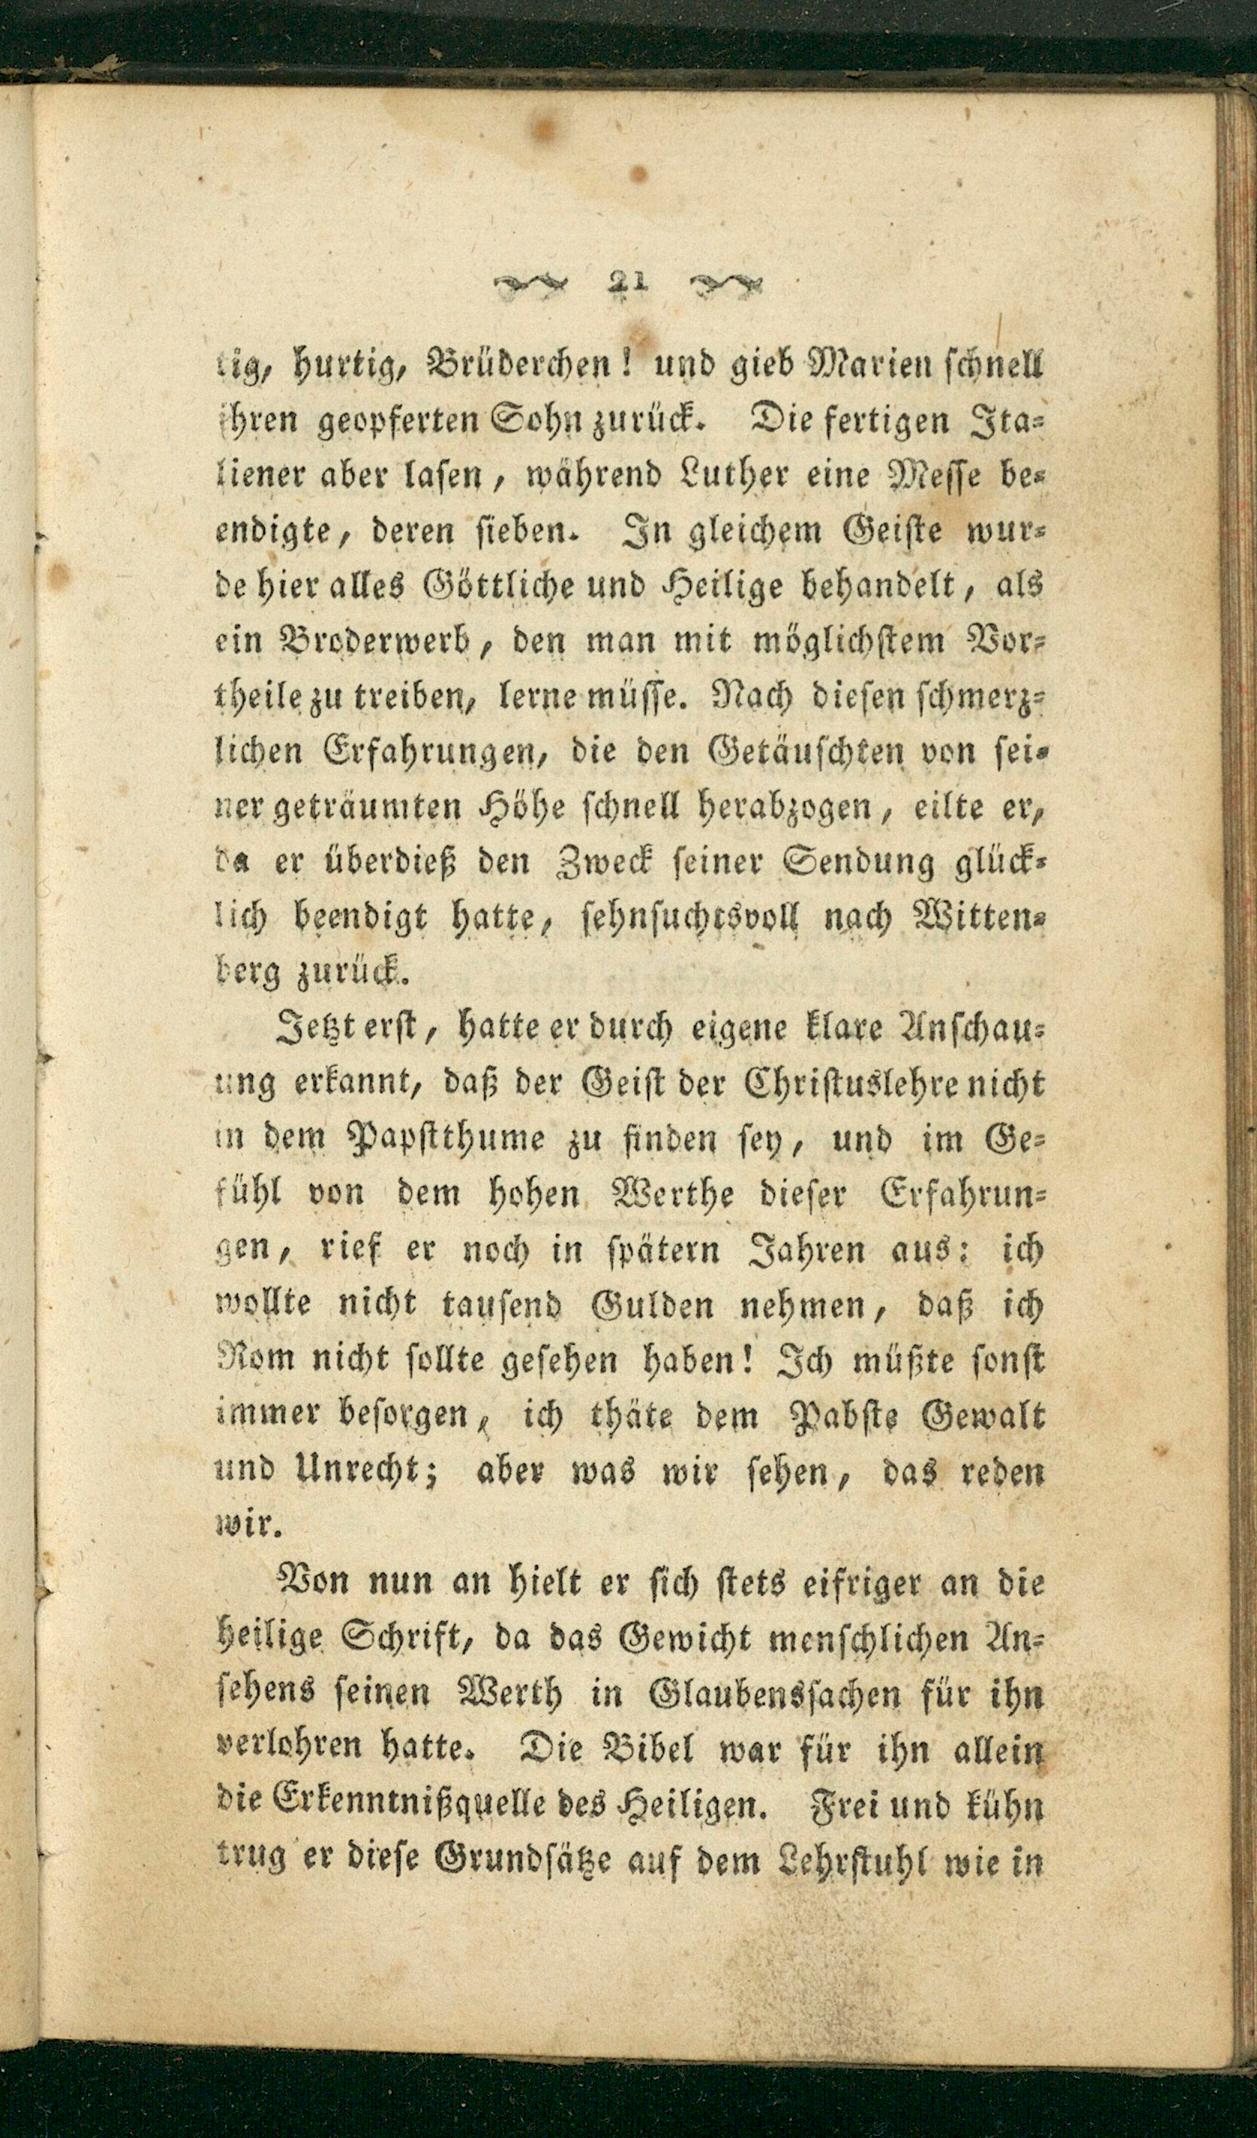 21
tig, hurtig, Brüderchen! und gieb Marien schnell
ihren geopferten Sohn zurück. Die fertigen Ita-
liener aber lasen, während Luther eine Messe be-
endigte, deren sieben. In gleichem Geiste wur-
de hier alles Göttliche und Heilige behandelt, als
ein Broderwerb, den man mit möglichstem Vor-
theile zu treiben, lerne müsse. Nach diesen schmerz-
lichen Erfahrungen, die den Getäuschten von sei-
ner geträumten Höhe schnell herabzogen, eilte er,
da er überdieß den Zweck seiner Sendung glück-
lich beendigt hatte, sehnsuchtsvoll nach Witten-
berg zurück.
Jetzt erst, hatte er durch eigene klare Anschau-
ung erkannt, daß der Geist der Christuslehre nicht
in dem Papstthume zu finden sey, und im Ge-
fühl von dem hohen Werthe dieser Erfahrun-
gen, rief er noch in spätern Jahren aus: ich
wollte nicht tausend Gulden nehmen, daß ich
Rom nicht sollte gesehen haben! Ich müßte sonst
immer besorgen, ich thäte dem Pabste Gewalt
und Unrecht; aber was wir sehen, das reden
wir.
Von nun an hielt er sich stets eifriger an die
heilige Schrift, da das Gewicht menschlichen An-
sehens seinen Werth in Glaubenssachen für ihn
verlohren hatte. Die Bibel war für ihn allein
die Erkenntnißquelle des Heiligen. Frei und kühn
trug er diese Grundsätze auf dem Lehrstuhl wie in